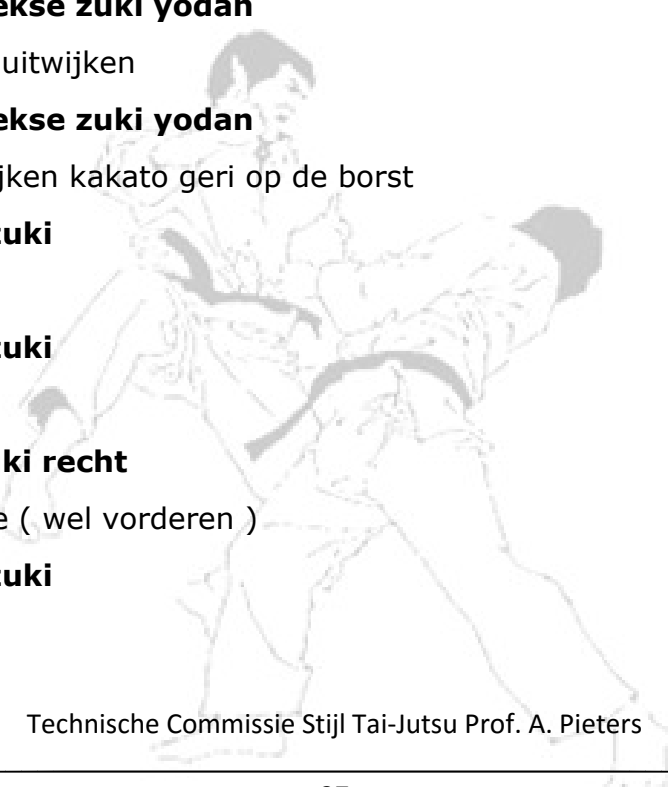 ekse zuki yodan
uitwijken
ekse zuki yodan
jken kakato geri op de borst
zuki
zuki
ki recht
e ( wel vorderen )
zuki
Technische Commissie Stijl Tai-Jutsu Prof. A. Pieters